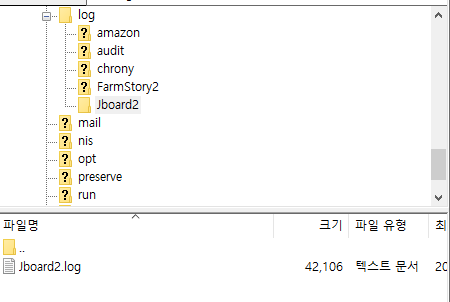 log
amazon
audit
chrony
FarmStory2
Jboard2
mail
nis
opt
preserve
run
파일명 크기 파일 유형
..
Jboard2.log 42,106 텍스트 문서 20